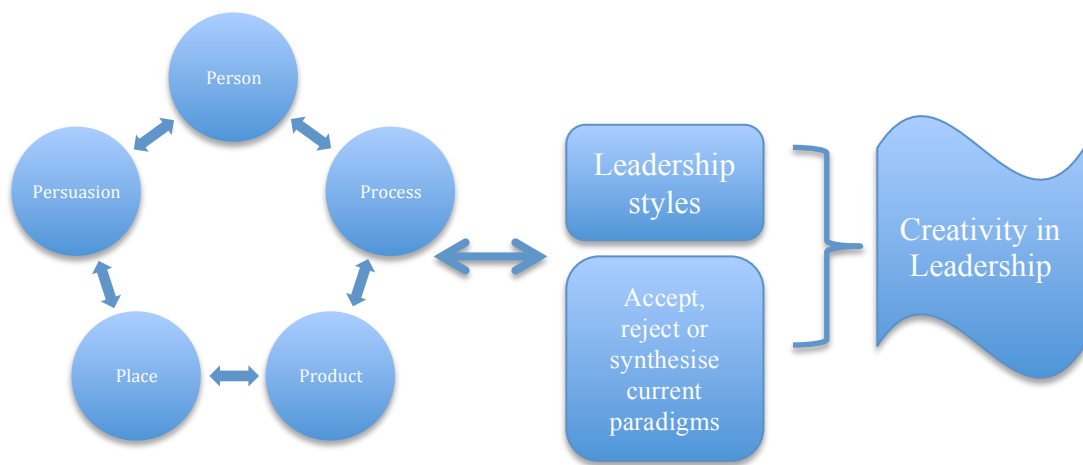 Person
Persuasion
Process
Place
Product
Leadership
styles
Accept,
reject or
synthesise
current
paradigms
Creativity in
Leadership